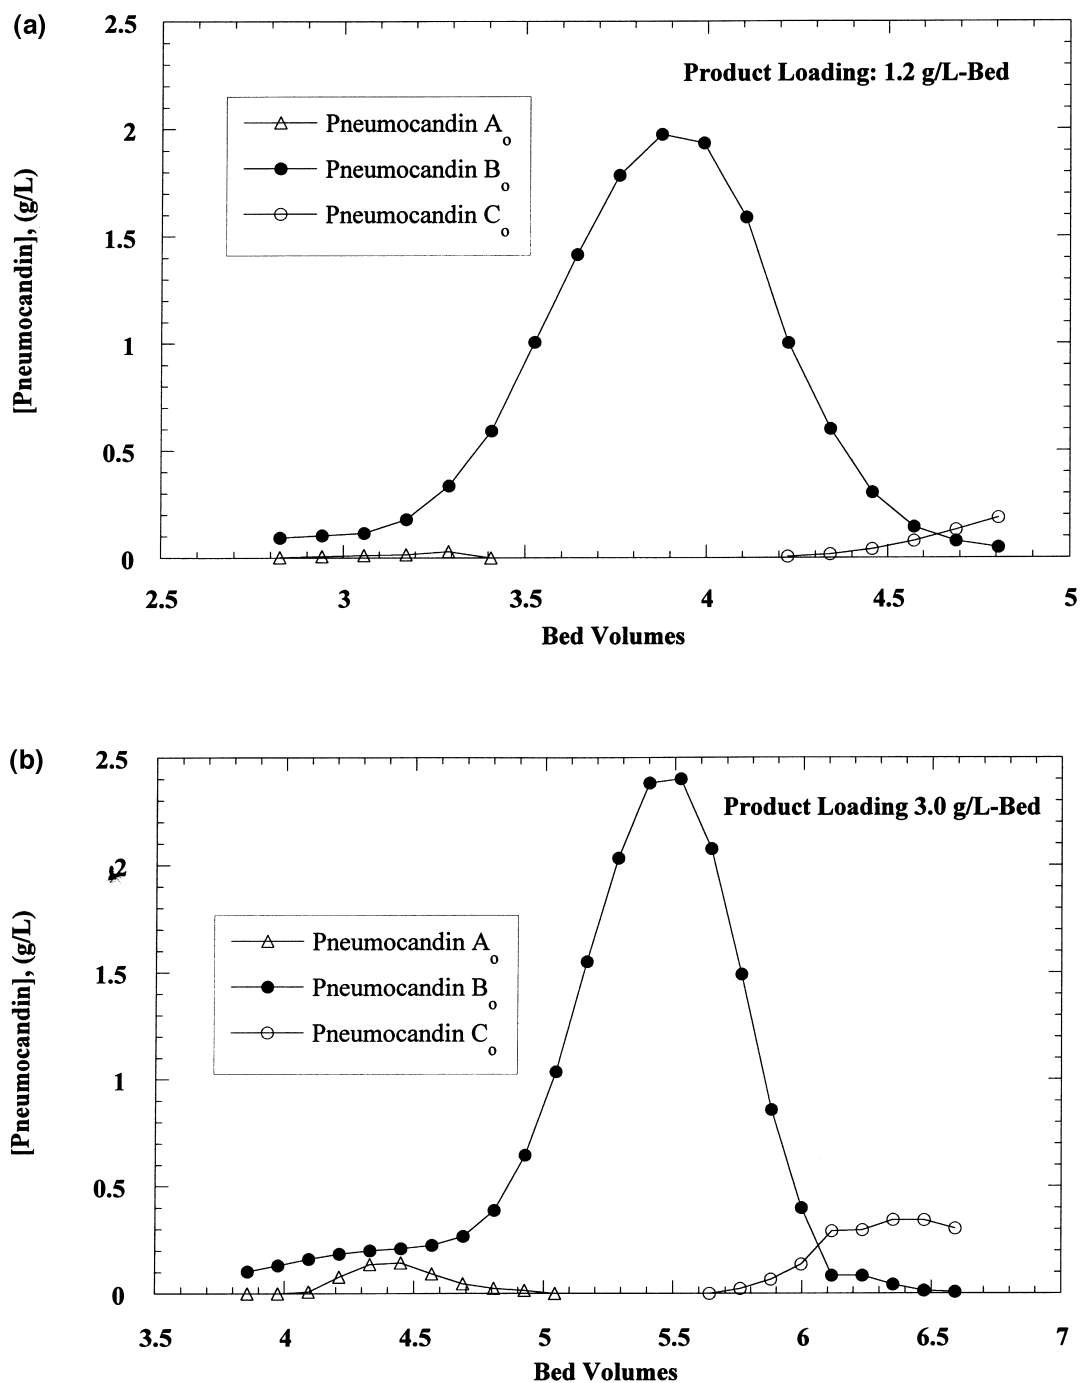 (a)
2.5
Product Loading: 1.2 g/L-Bed
Pneumocandin Ao
Pneumocandin Bo
Pneumocandin Co
2
1.5
1
0.5
0
[Pneumocandin], (g/L)
2.5 3 3.5 4 4.5 5
Bed Volumes
(b)
2.5
Product Loading 3.0 g/L-Bed
2
Pneumocandin Ao
Pneumocandin Bo
Pneumocandin Co
1.5
1
0.5
0
[Pneumocandin], (g/L)
3.5 4 4.5 5 5.5 6 6.5 7
Bed Volumes